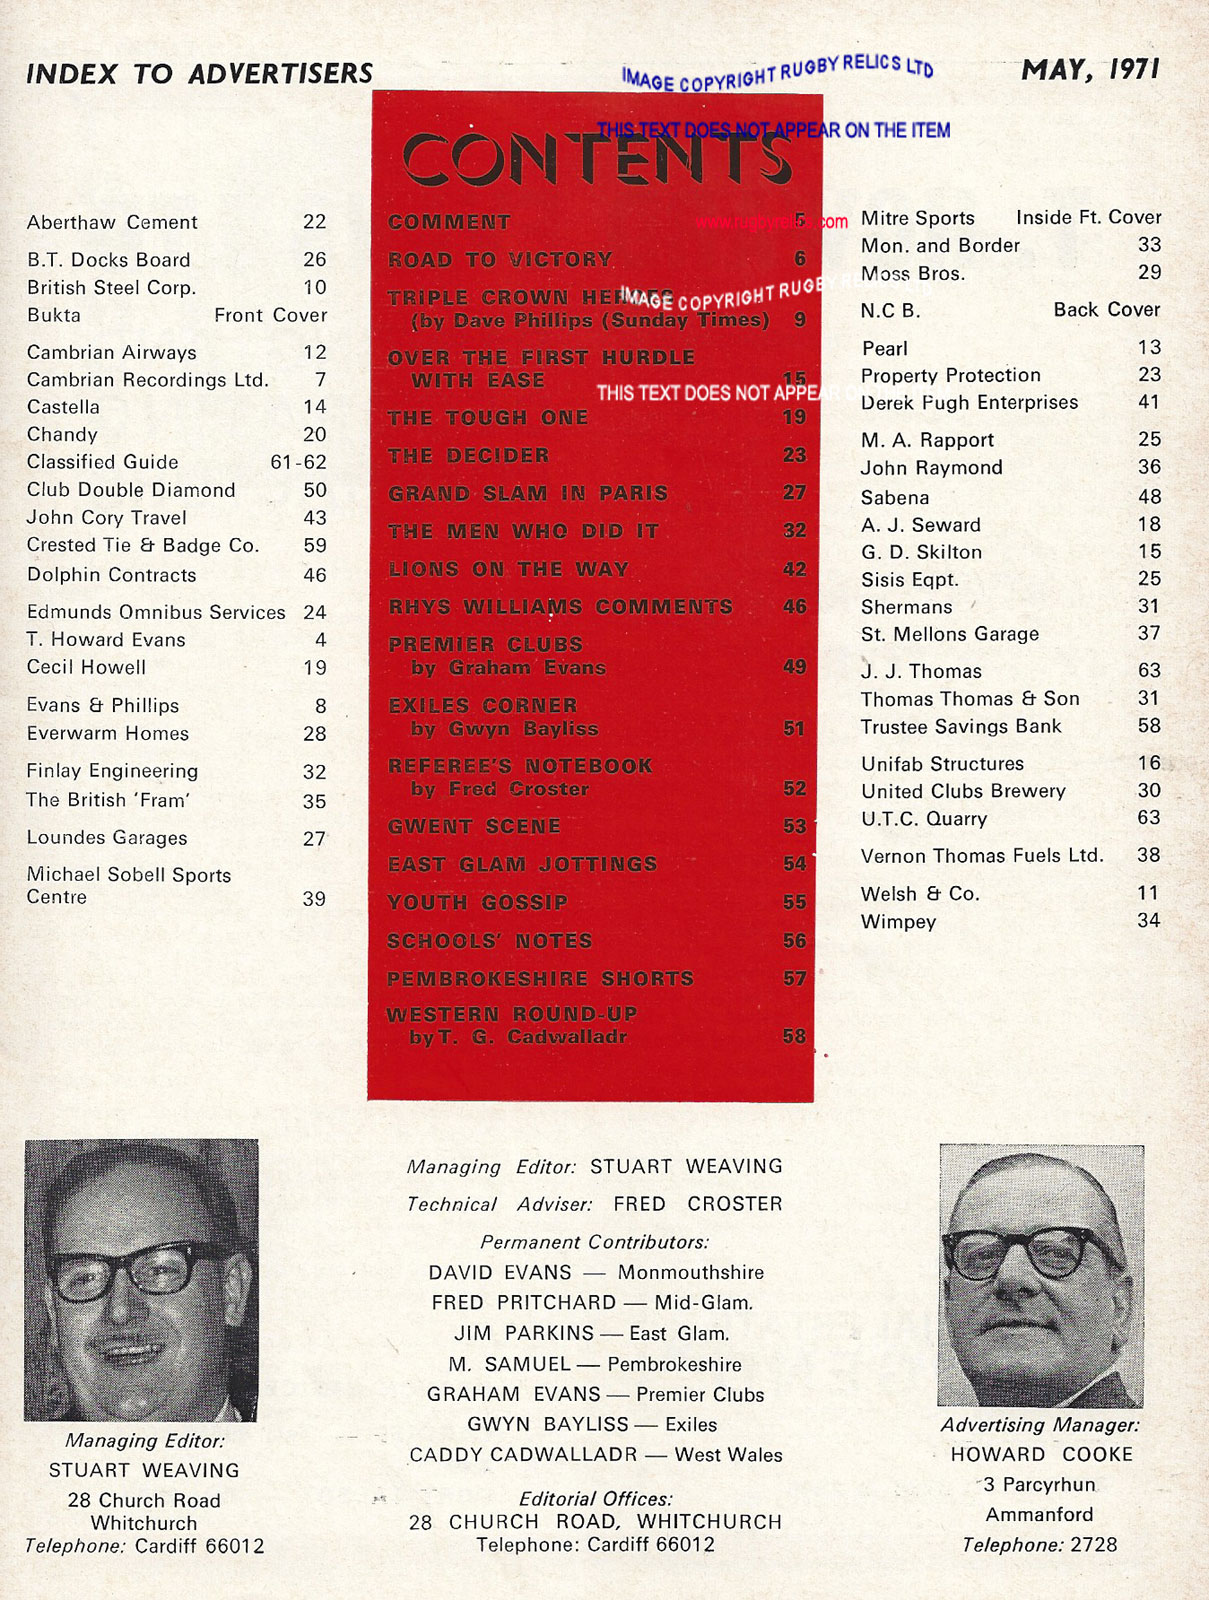 INDEX TO ADVERTISERS
MAY, 1971
IMAGE COPYRIGHT RUGBY RELICS LTD
THIS TEXT DOES NOT APPEAR ON THE ITEM
Aberthaw Cement 22
B.T. Docks Board 26
British Steel Corp. 10
Bukta Front Cover
Cambrian Airways 12
Cambrian Recordings Ltd. 7
Castella 14
Chandy 20
Classified Guide 61-62
Club Double Diamond 50
John Cory Travel 43
Crested Tie & Badge Co. 59
Dolphin Contracts 46
Edmunds Omnibus Services 24
T. Howard Evans 4
Cecil Howell 19
Evans & Phillips 8
Everwarm Homes 28
Finlay Engineering 32
The British 'Fram' 35
Loundes Garages 27
Michael Sobell Sports
Centre 39
CONTENTS
COMMENT 5
www.rugbyrelics.com
ROAD TO VICTORY 6
TRIPLE CROWN HEROES
IMAGE COPYRIGHT RUGBY RELICS LTD
(by Dave Phillips (Sunday Times) 9
OVER THE FIRST HURDLE
WITH EASE 15
THIS TEXT DOES NOT APPEAR ON
THE TOUGH ONE 19
THE DECIDER 23
GRAND SLAM IN PARIS 27
THE MEN WHO DID IT 32
LIONS ON THE WAY 42
RHYS WILLIAMS COMMENTS 46
PREMIER CLUBS
by Graham Evans 49
EXILES CORNER
by Gwyn Bayliss 51
REFEREE'S NOTEBOOK
by Fred Croster 52
GWENT SCENE 53
EAST GLAM JOTTINGS 54
YOUTH GOSSIP 55
SCHOOLS' NOTES 56
PEMBROKESHIRE SHORTS 57
WESTERN ROUND-UP
by T. G. Cadwalladr 58
Mitre Sports Inside Ft. Cover
Mon. and Border 33
Moss Bros. 29
N.C B. Back Cover
Pearl 13
Property Protection 23
Derek Pugh Enterprises 41
M. A. Rapport 25
John Raymond 36
Sabena 48
A. J. Seward 18
G. D. Skilton 15
Sisis Eqpt. 25
Shermans 31
St. Mellons Garage 37
J. J. Thomas 63
Thomas Thomas & Son 31
Trustee Savings Bank 58
Unifab Structures 16
United Clubs Brewery 30
U.T.C. Quarry 63
Vernon Thomas Fuels Ltd. 38
Welsh & Co. 11
Wimpey 34
Managing Editor:
STUART WEAVING
28 Church Road
Whitchurch
Telephone: Cardiff 66012
Managing Editor: STUART WEAVING
Technical Adviser: FRED CROSTER
Permanent Contributors:
DAVID EVANS — Monmouthshire
FRED PRITCHARD — Mid-Glam.
JIM PARKINS — East Glam.
M. SAMUEL — Pembrokeshire
GRAHAM EVANS — Premier Clubs
GWYN BAYLISS — Exiles
CADDY CADWALLADR — West Wales
Editorial Offices:
28 CHURCH ROAD, WHITCHURCH
Telephone: Cardiff 66012
Advertising Manager:
HOWARD COOKE
3 Parcyrhun
Ammanford
Telephone: 2728